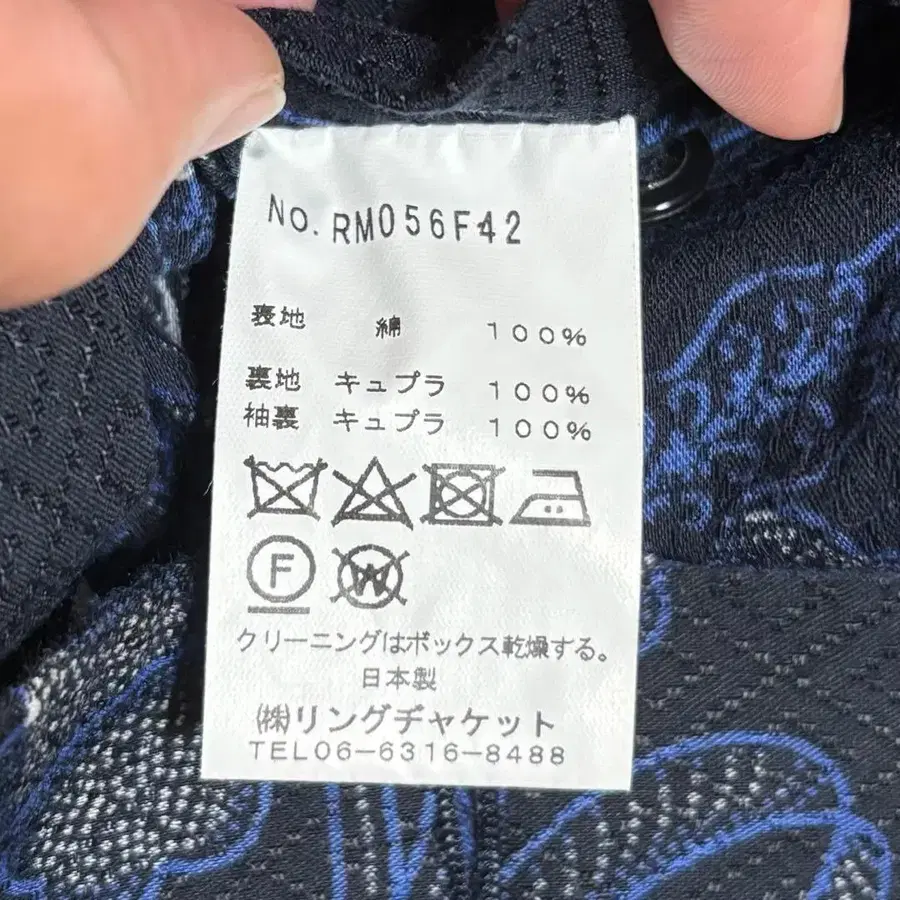 No. RM056F42
表地 綿 100%
裏地 キュプラ 100%
袖裏 キュプラ 100%
F W
クリーニングはボックス乾燥する。
日本製
㈱リングヂャケット
TEL06-6316-8488